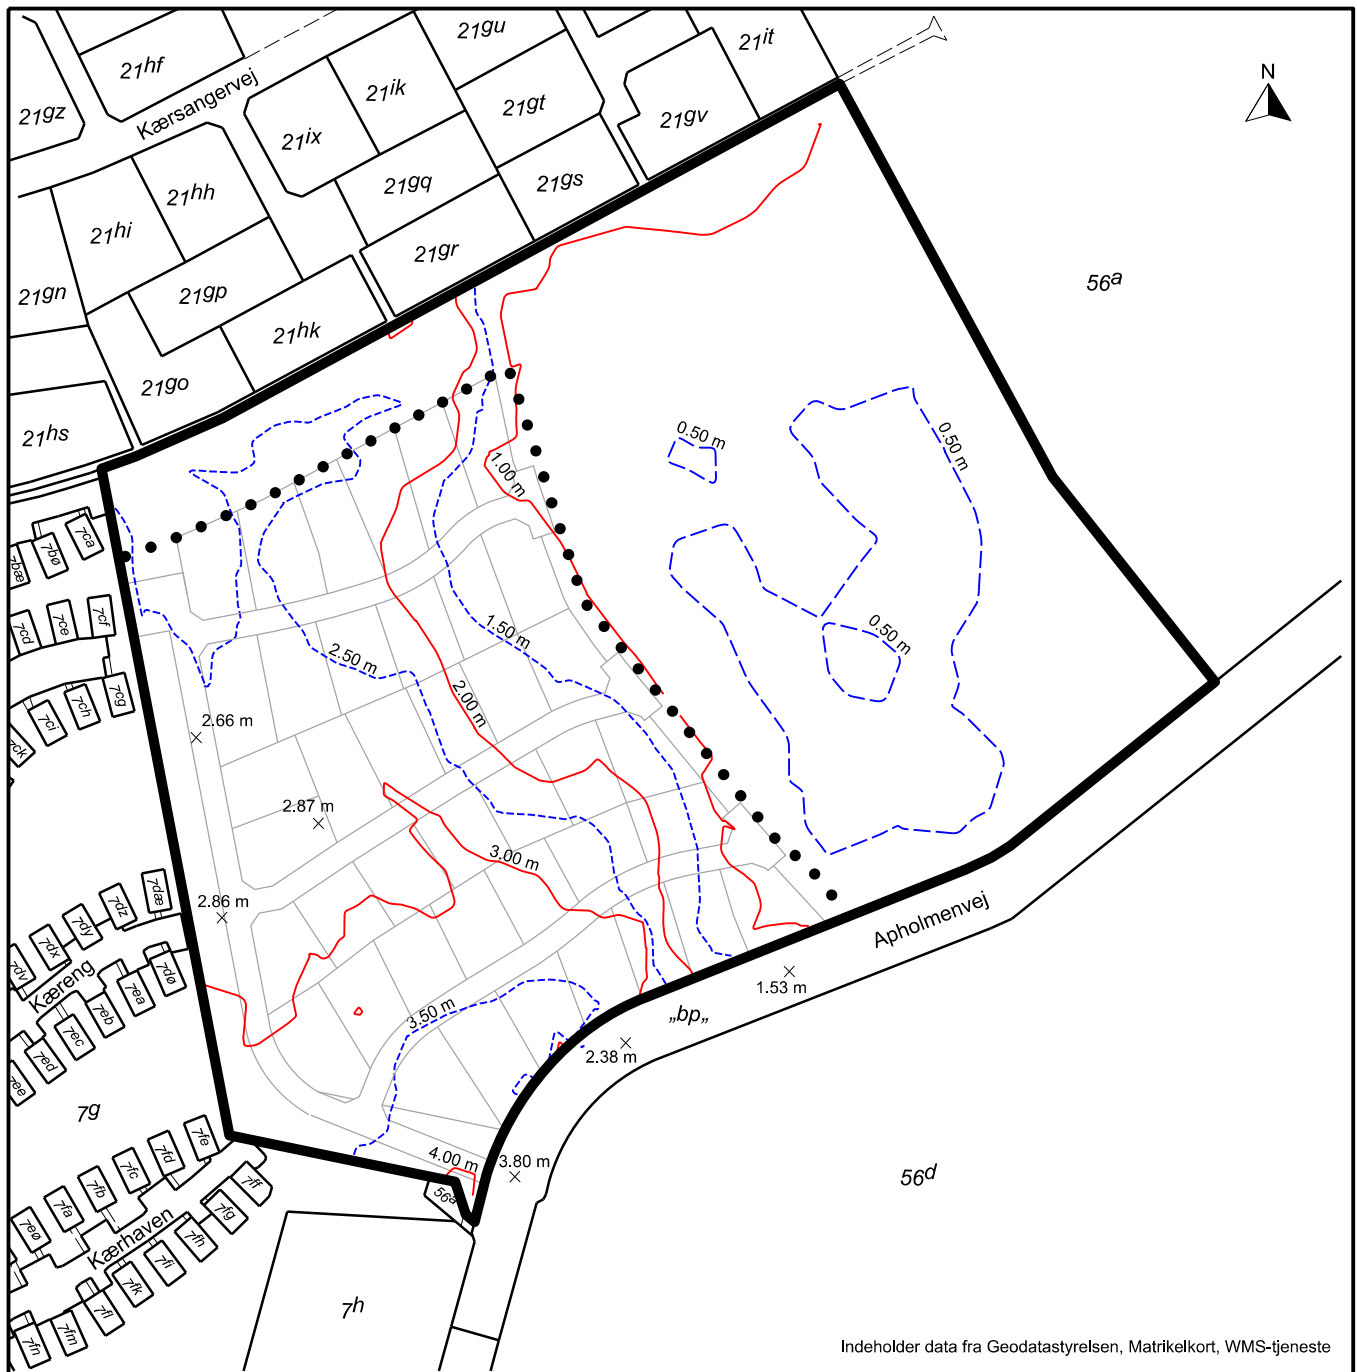 21gu
21it
N
21hf
21ik
21gz
21gt
Kærsangervej
21gv
21ix
21gq
21gs
21hh
21hi
21gr
56a
21gn
21gp
21hk
21go
21hs
0.50 m
0.50 m
1.00 m
7ca
7bø
7bæ
7cf
7ce
7cd
1.50 m
0.50 m
2.50 m
7cg
7ch
7ci
7ck
2.00 m
2.66 m
2.87 m
3.00 m
7dæ
7dz
7dy
7dx
7dv
2.86 m
Apholmenvej
Kæreng
7dø
7ea
7eb
7ec
7ed
7ee
1.53 m
3.50 m
„bp„
2.38 m
7g
7fe
7fd
7fc
7fb
7fa
7eø
4.00 m
3.80 m
56a
56d
7ff
7fg
7fh
7fi
7fk
7fl
7fm
7fn
Kærhaven
7h
Indeholder data fra Geodatastyrelsen, Matrikelkort, WMS-tjeneste